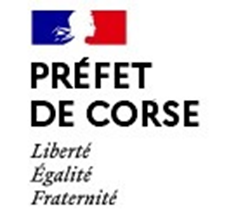 PRÉFET
DE CORSE
Liberté
Égalité
Fraternité